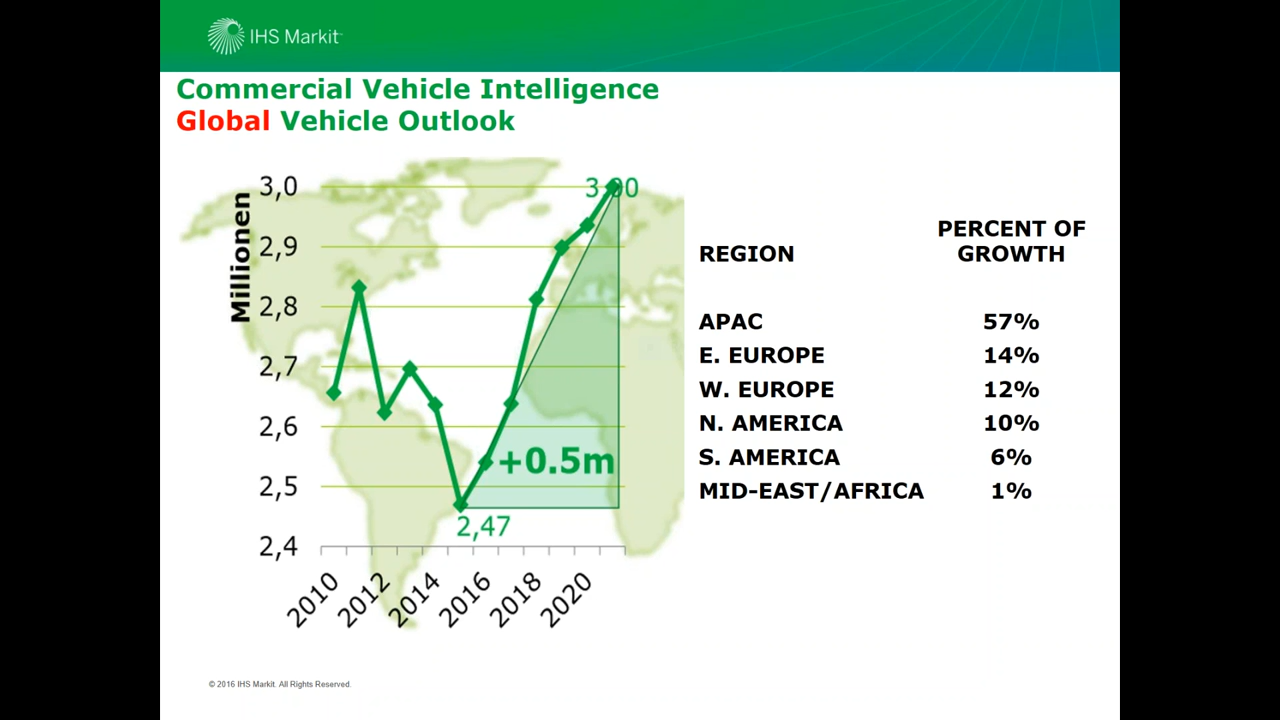 IHS Markit
Commercial Vehicle Intelligence
Global Vehicle Outlook
Millionen
3,0
2,9
2,8
2,7
2,6
2,5
2,4
3,00
+0.5m
2,47
2010
2012
2014
2016
2018
2020
REGION
PERCENT OF
GROWTH
APAC 57%
E. EUROPE 14%
W. EUROPE 12%
N. AMERICA 10%
S. AMERICA 6%
MID-EAST/AFRICA 1%
© 2016 IHS Markit. All Rights Reserved.